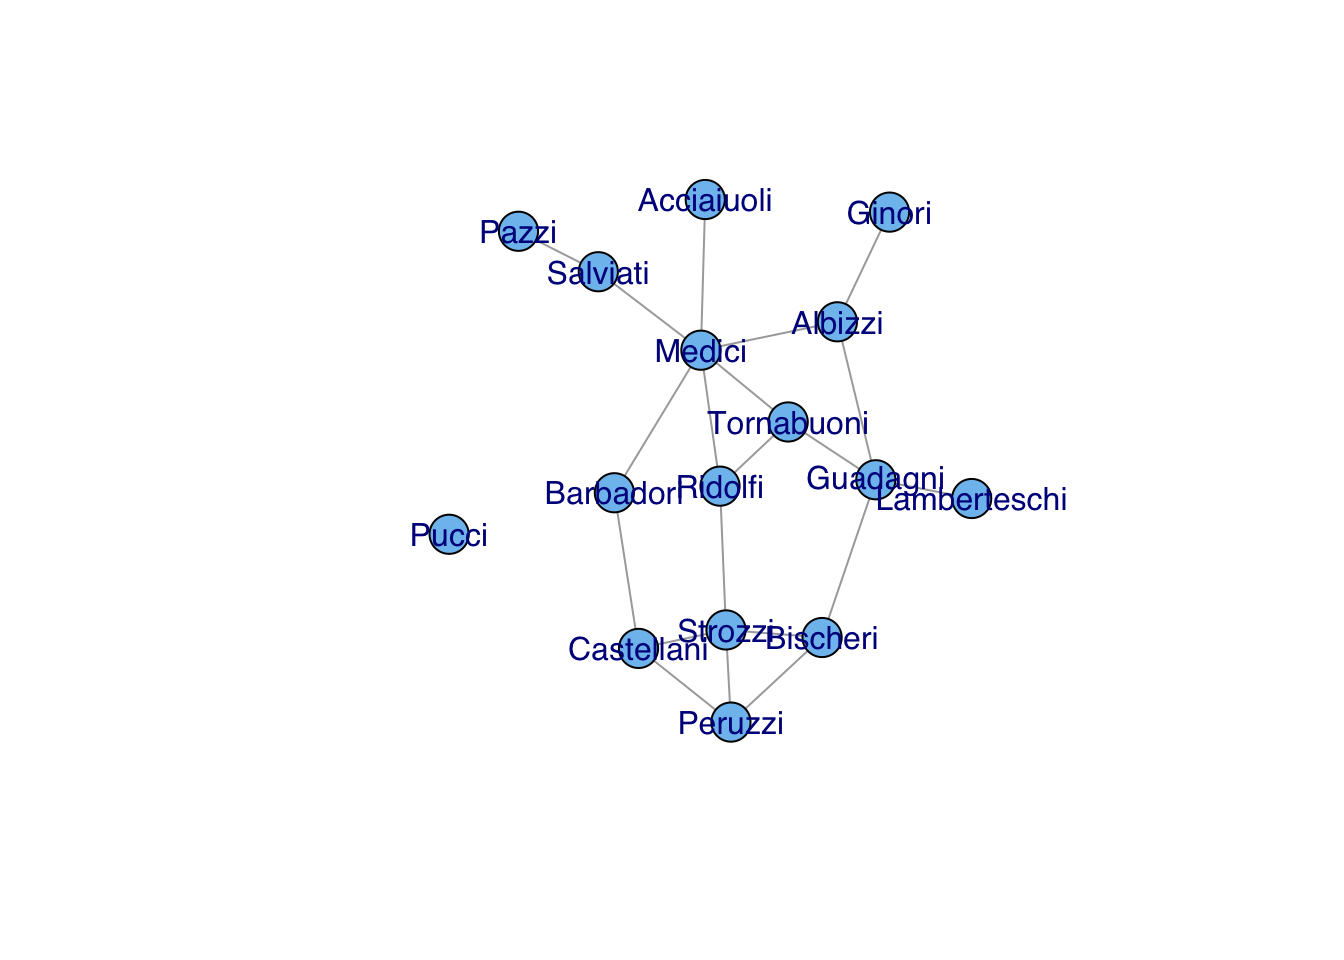 Acciaiuoli
Ginori
Pazzi
Salviati
Albizzi
Medici
Tornabuoni
Guadagni
Ridolfi
Barbadori
Lamberteschi
Pucci
Strozzi
Bischeri
Castellani
Peruzzi